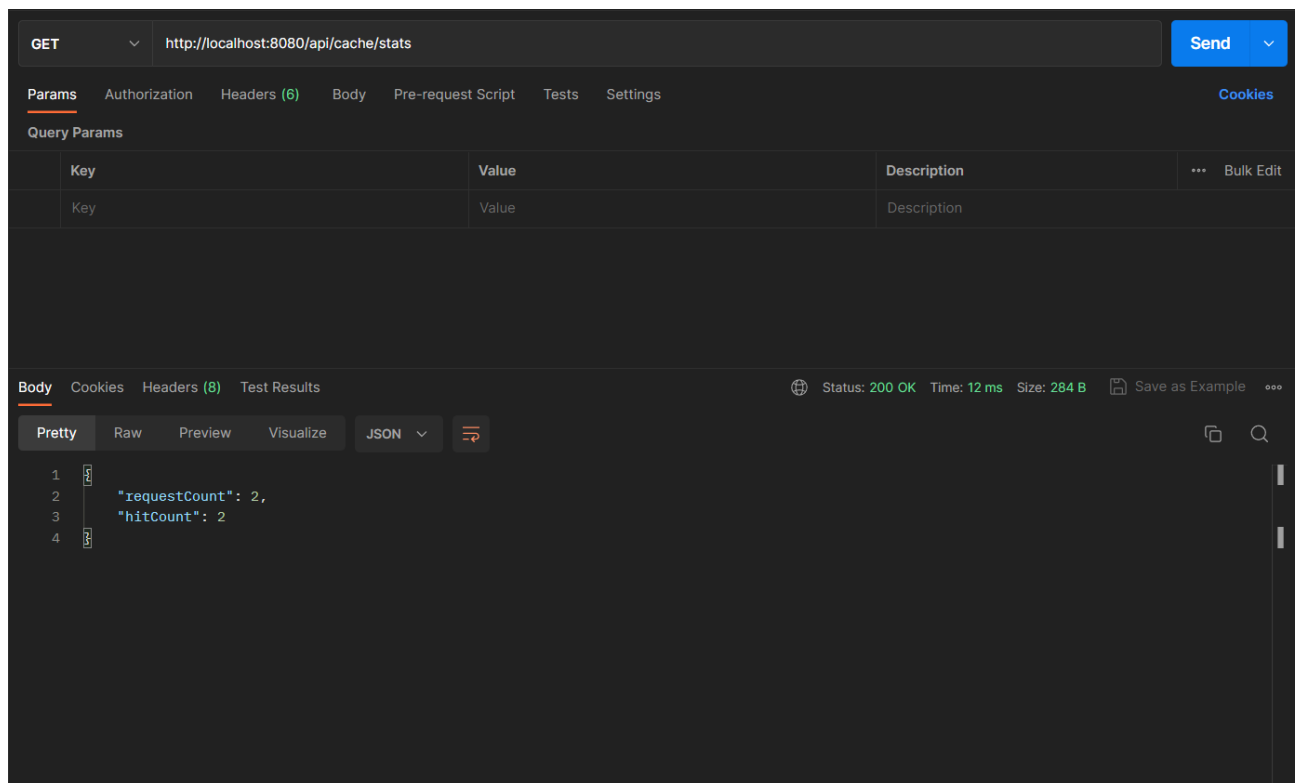 GET http://localhost:8080/api/cache/stats Send
Params Authorization Headers (6) Body Pre-request Script Tests Settings Cookies
Query Params
Key Value Description Bulk Edit
Key Value Description
Body Cookies Headers (8) Test Results Status: 200 OK Time: 12 ms Size: 284 B Save as Example
Pretty Raw Preview Visualize JSON
1 {
2 "requestCount": 2,
3 "hitCount": 2
4 }